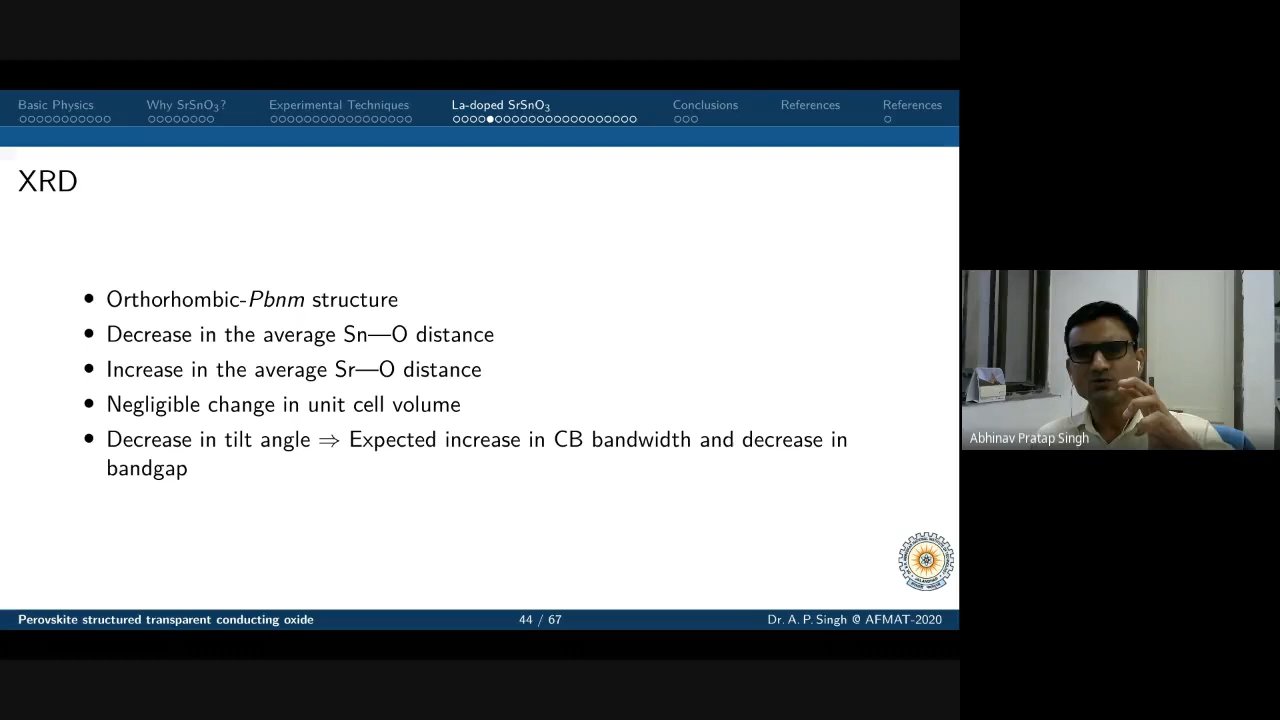 Basic Physics Why SrSnO₃? Experimental Techniques La-doped SrSnO₃ Conclusions References References
XRD
• Orthorhombic-Pbnm structure
• Decrease in the average Sn—O distance
• Increase in the average Sr—O distance
• Negligible change in unit cell volume
• Decrease in tilt angle ⇒ Expected increase in CB bandwidth and decrease in
bandgap
Perovskite structured transparent conducting oxide 44 / 67 Dr. A. P. Singh @ AFMAT-2020
Abhinav Pratap Singh